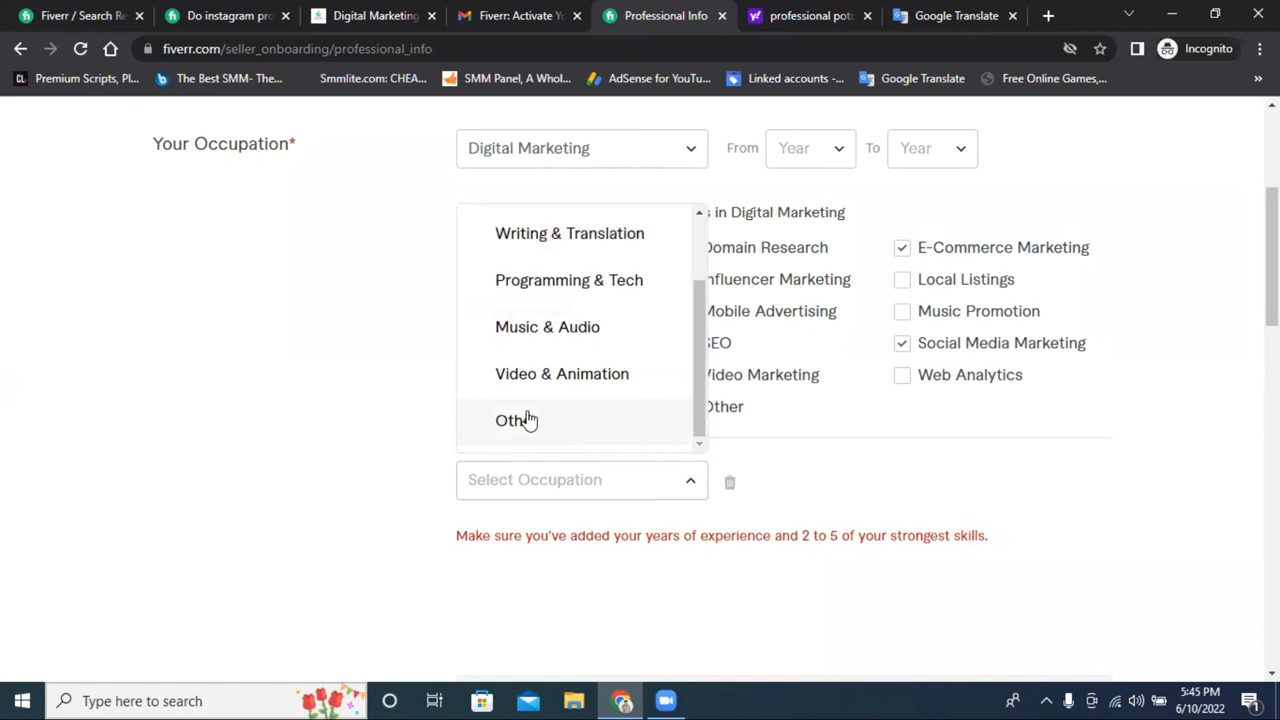 Fiverr / Search Re
Do instagram pro
Digital Marketing
Fiverr: Activate Yo
Professional Info
professional poto
Google Translate
fiverr.com/seller_onboarding/professional_info
Incognito
Premium Scripts, Pl...
The Best SMM- The...
Smmlite.com: CHEA...
SMM Panel, A Whol...
AdSense for YouTu...
Linked accounts -...
Google Translate
Free Online Games,...
»
Your Occupation*
Digital Marketing
From
Year
To
Year
s in Digital Marketing
Writing & Translation
Domain Research
E-Commerce Marketing
Programming & Tech
nfluencer Marketing
Local Listings
Music & Audio
Mobile Advertising
Music Promotion
SEO
Social Media Marketing
Video & Animation
Video Marketing
Web Analytics
Other
Other
Select Occupation
Make sure you've added your years of experience and 2 to 5 of your strongest skills.
Type here to search
5:45 PM
6/10/2022